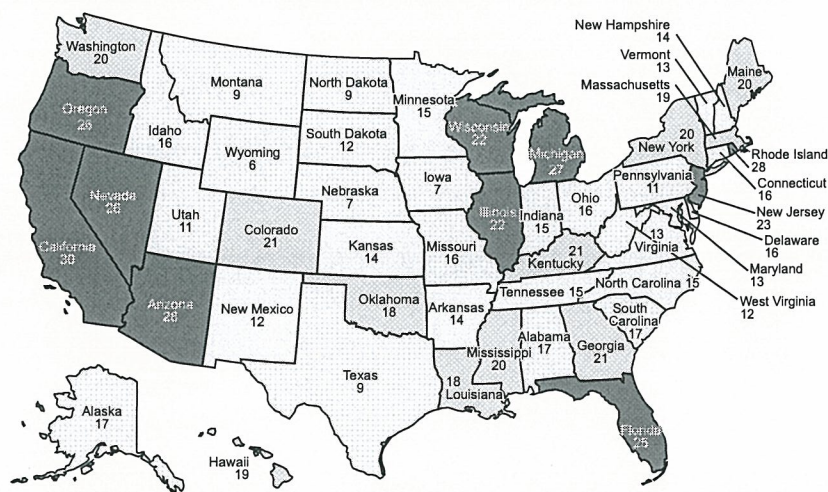 Washington
20
Oregon
25
California
30
Nevada
26
Idaho
16
Montana
9
Wyoming
6
Utah
11
Arizona
26
Colorado
21
New Mexico
12
North Dakota
9
South Dakota
12
Nebraska
7
Kansas
14
Oklahoma
18
Texas
9
Minnesota
15
Iowa
7
Missouri
16
Arkansas
14
18
Louisiana
Wisconsin
22
Illinois
22
Michigan
27
Indiana
15
Ohio
16
21
Kentucky
Tennessee 15
Mississippi
20
Alabama
17
Georgia
21
Florida
25
South
Carolina
17
North Carolina 15
13
Virginia
West Virginia
12
Maryland
13
Delaware
16
New Jersey
23
Connecticut
16
Rhode Island
28
Pennsylvania
11
20
New York
Maine
20
New Hampshire
14
Vermont
13
Massachusetts
19
Alaska
17
Hawaii
19